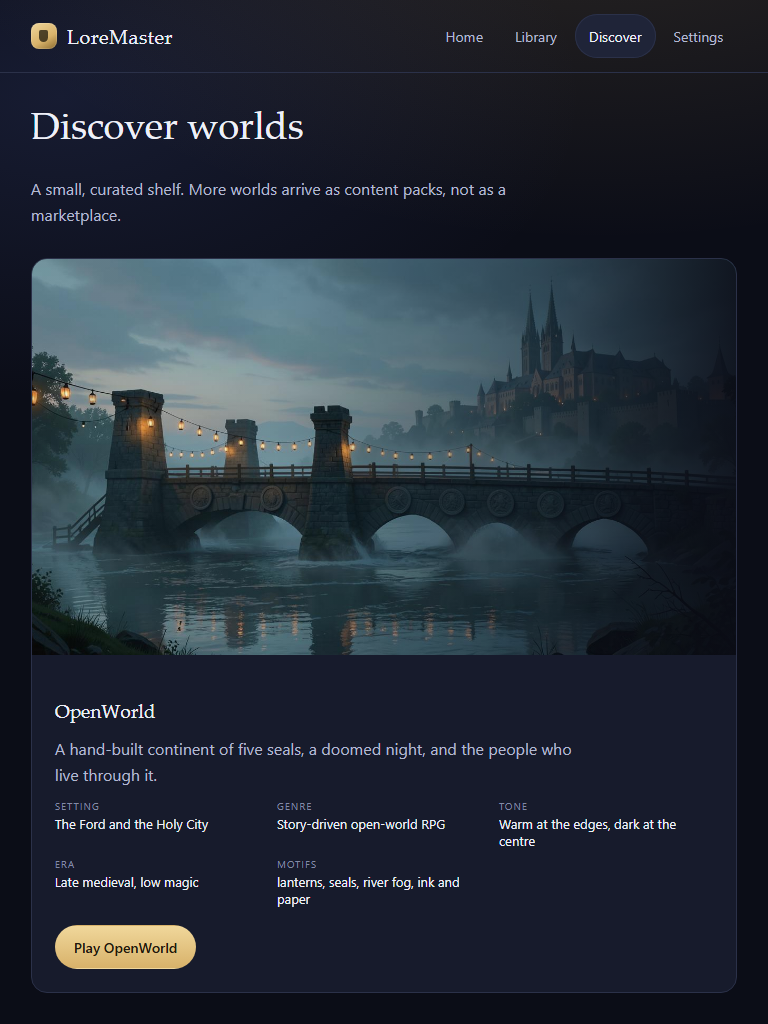 LoreMaster
Home
Library
Discover
Settings
Discover worlds
A small, curated shelf. More worlds arrive as content packs, not as a
marketplace.
OpenWorld
A hand-built continent of five seals, a doomed night, and the people who
live through it.
SETTING
The Ford and the Holy City
GENRE
Story-driven open-world RPG
TONE
Warm at the edges, dark at the
centre
ERA
Late medieval, low magic
MOTIFS
lanterns, seals, river fog, ink and
paper
Play OpenWorld